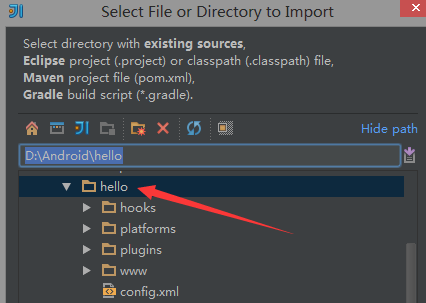 Select File or Directory to Import
Select directory with existing sources,
Eclipse project (.project) or classpath (.classpath) file,
Maven project file (pom.xml),
Gradle build script (*.gradle).
Hide path
D:\Android\hello
hello
hooks
platforms
plugins
www
config.xml